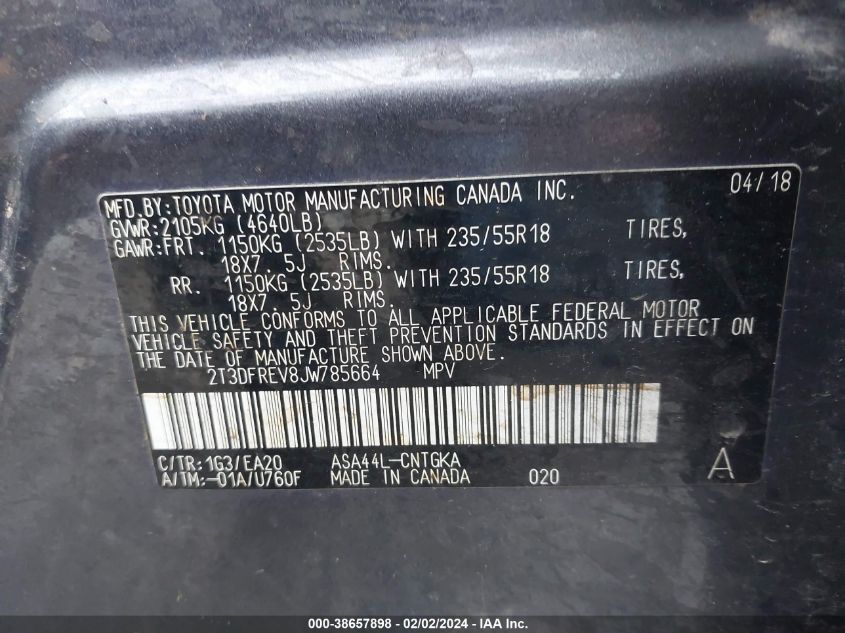 MFD.BY:TOYOTA MOTOR MANUFACTURING CANADA INC. 04/18
GVWR:2105KG (4640LB)
GAWR:FRT. 1150KG (2535LB) WITH 235/55R18 TIRES,
18X7. 5J RIMS.
RR. 1150KG (2535LB) WITH 235/55R18 TIRES,
18X7. 5J RIMS.
THIS VEHICLE CONFORMS TO ALL APPLICABLE FEDERAL MOTOR
VEHICLE SAFETY AND THEFT PREVENTION STANDARDS IN EFFECT ON
THE DATE OF MANUFACTURE SHOWN ABOVE.
2T3DFREV8JW785664 MPV
C/TR:1G3/EA20 ASA44L-CNTGKA
A/TM:-01A/U760F MADE IN CANADA 020 A
000-38657898 - 02/02/2024 - IAA Inc.